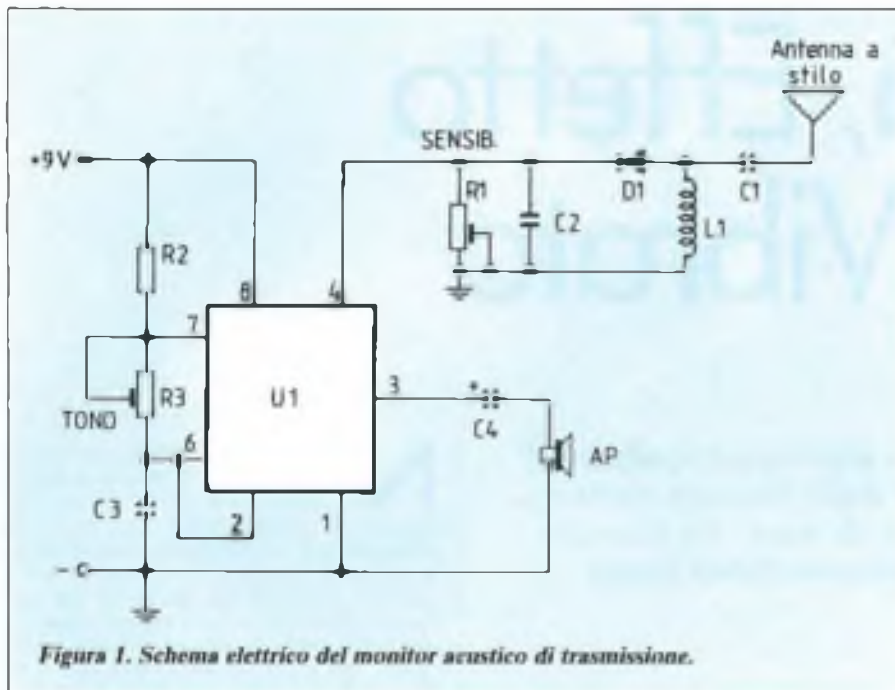 Antenna a
stilo
SENSIB.
+9V
R1
C2
D1
C1
L1
R2
8
4
7
U1
3
+
R3
TONO
6
C4
AP
C3
2
1
-
Figura 1. Schema elettrico del monitor acustico di trasmissione.